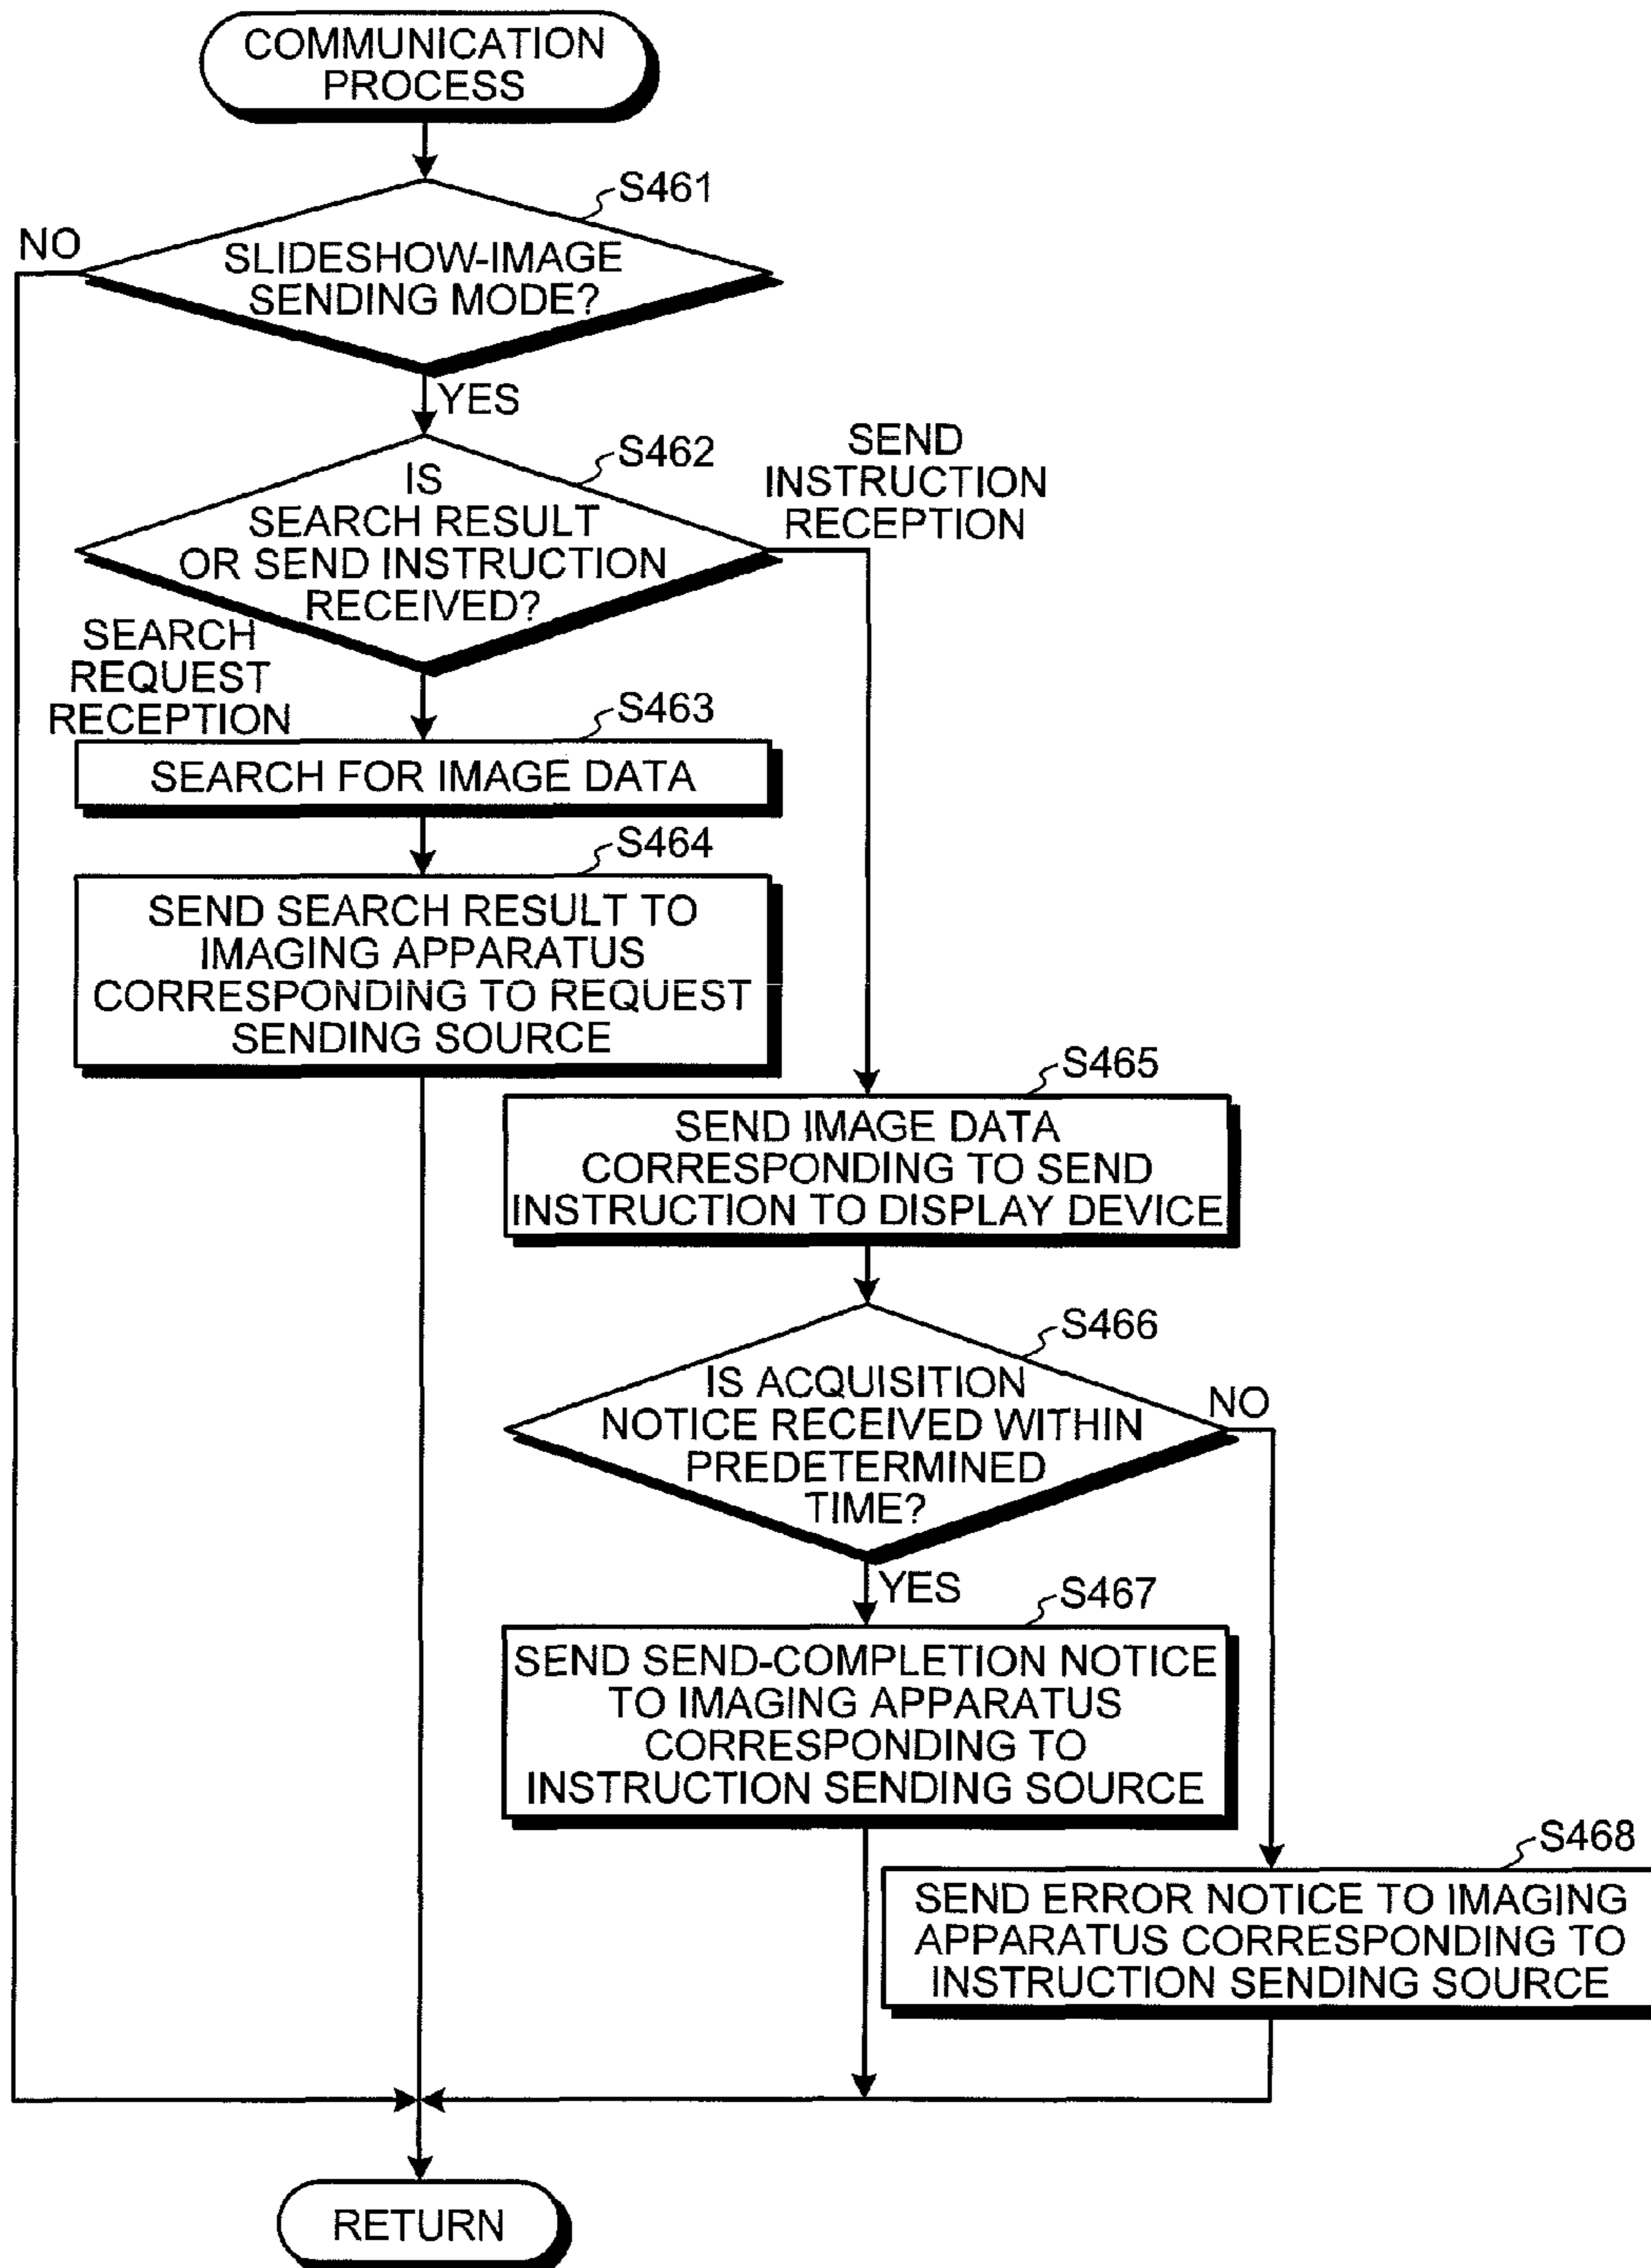 COMMUNICATION
PROCESS
S461
NO
SLIDESHOW-IMAGE
SENDING MODE?
YES
S462
SEND
INSTRUCTION
RECEPTION
IS
SEARCH RESULT
OR SEND INSTRUCTION
RECEIVED?
SEARCH
REQUEST
RECEPTION
S463
SEARCH FOR IMAGE DATA
S464
SEND SEARCH RESULT TO
IMAGING APPARATUS
CORRESPONDING TO REQUEST
SENDING SOURCE
S465
SEND IMAGE DATA
CORRESPONDING TO SEND
INSTRUCTION TO DISPLAY DEVICE
S466
IS ACQUISITION
NOTICE RECEIVED WITHIN
PREDETERMINED
TIME?
NO
YES
S467
SEND SEND-COMPLETION NOTICE
TO IMAGING APPARATUS
CORRESPONDING TO
INSTRUCTION SENDING SOURCE
S468
SEND ERROR NOTICE TO IMAGING
APPARATUS CORRESPONDING TO
INSTRUCTION SENDING SOURCE
RETURN